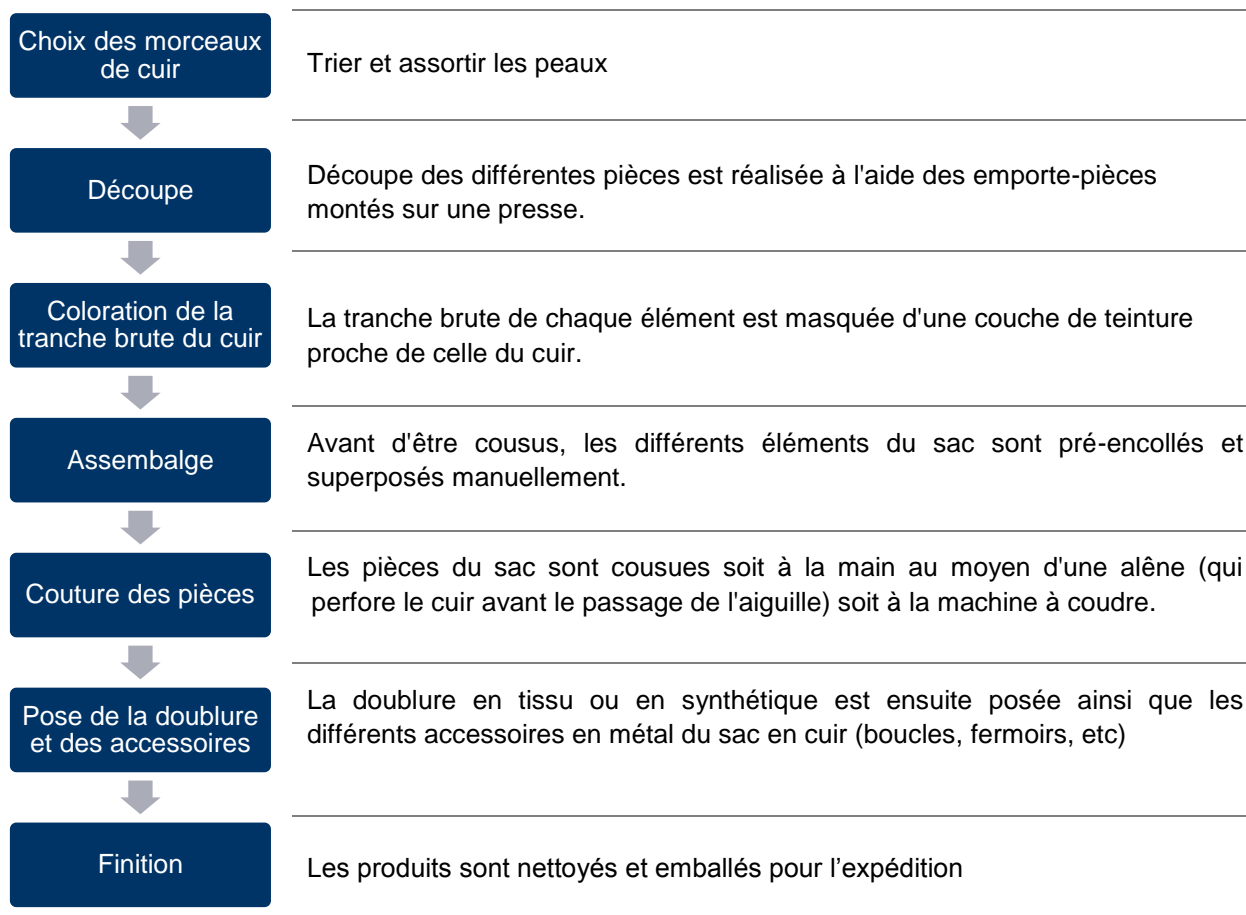 Choix des morceaux
de cuir
Trier et assortir les peaux
Découpe
Découpe des différentes pièces est réalisée à l'aide des emporte-pièces
montés sur une presse.
Coloration de la
tranche brute du cuir
La tranche brute de chaque élément est masquée d'une couche de teinture
proche de celle du cuir.
Assembalge
Avant d'être cousus, les différents éléments du sac sont pré-encollés et
superposés manuellement.
Couture des pièces
Les pièces du sac sont cousues soit à la main au moyen d'une alêne (qui
perfore le cuir avant le passage de l'aiguille) soit à la machine à coudre.
Pose de la doublure
et des accessoires
La doublure en tissu ou en synthétique est ensuite posée ainsi que les
différents accessoires en métal du sac en cuir (boucles, fermoirs, etc)
Finition
Les produits sont nettoyés et emballés pour l’expédition